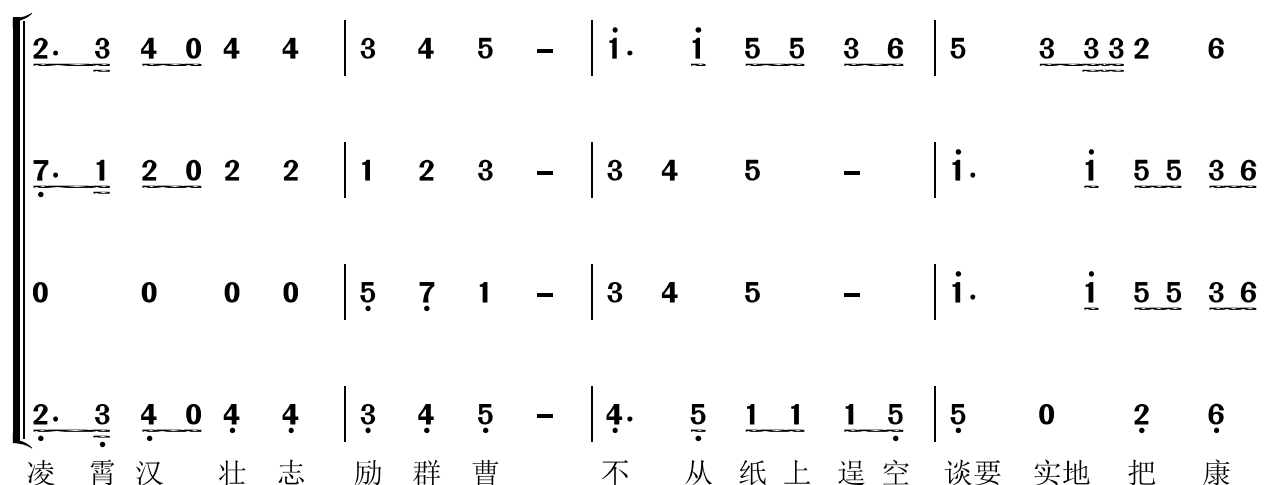 2. 3 4 0 4 4 | 3 4 5 – | i. i 5 5 3 6 | 5 3 3 3 2 6
7. 1 2 0 2 2 | 1 2 3 – | 3 4 5 – | i. i 5 5 3 6
0 0 0 0 | 5 7 1 – | 3 4 5 – | i. i 5 5 3 6
2. 3 4 0 4 4 | 3 4 5 – | 4. 5 1 1 1 5 | 5 0 2 6
凌 霄 汉 壮 志 励 群 曹 不 从 纸 上 逞 空 谈 要 实 地 把 康